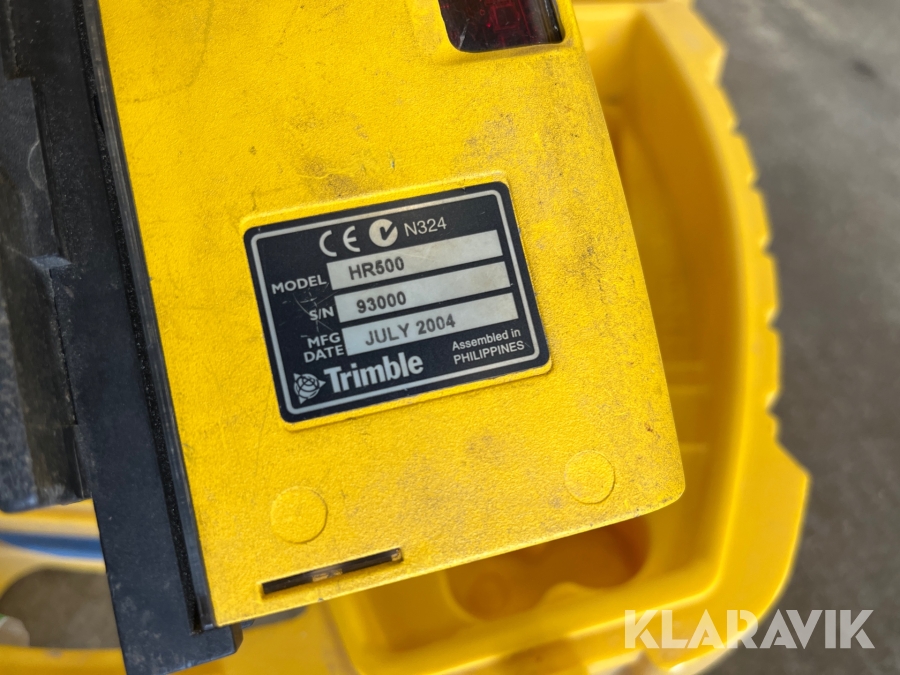 CE N324
MODEL HR500
S/N 93000
MFG DATE JULY 2004
Trimble
Assembled in
PHILIPPINES
KLARAVIK